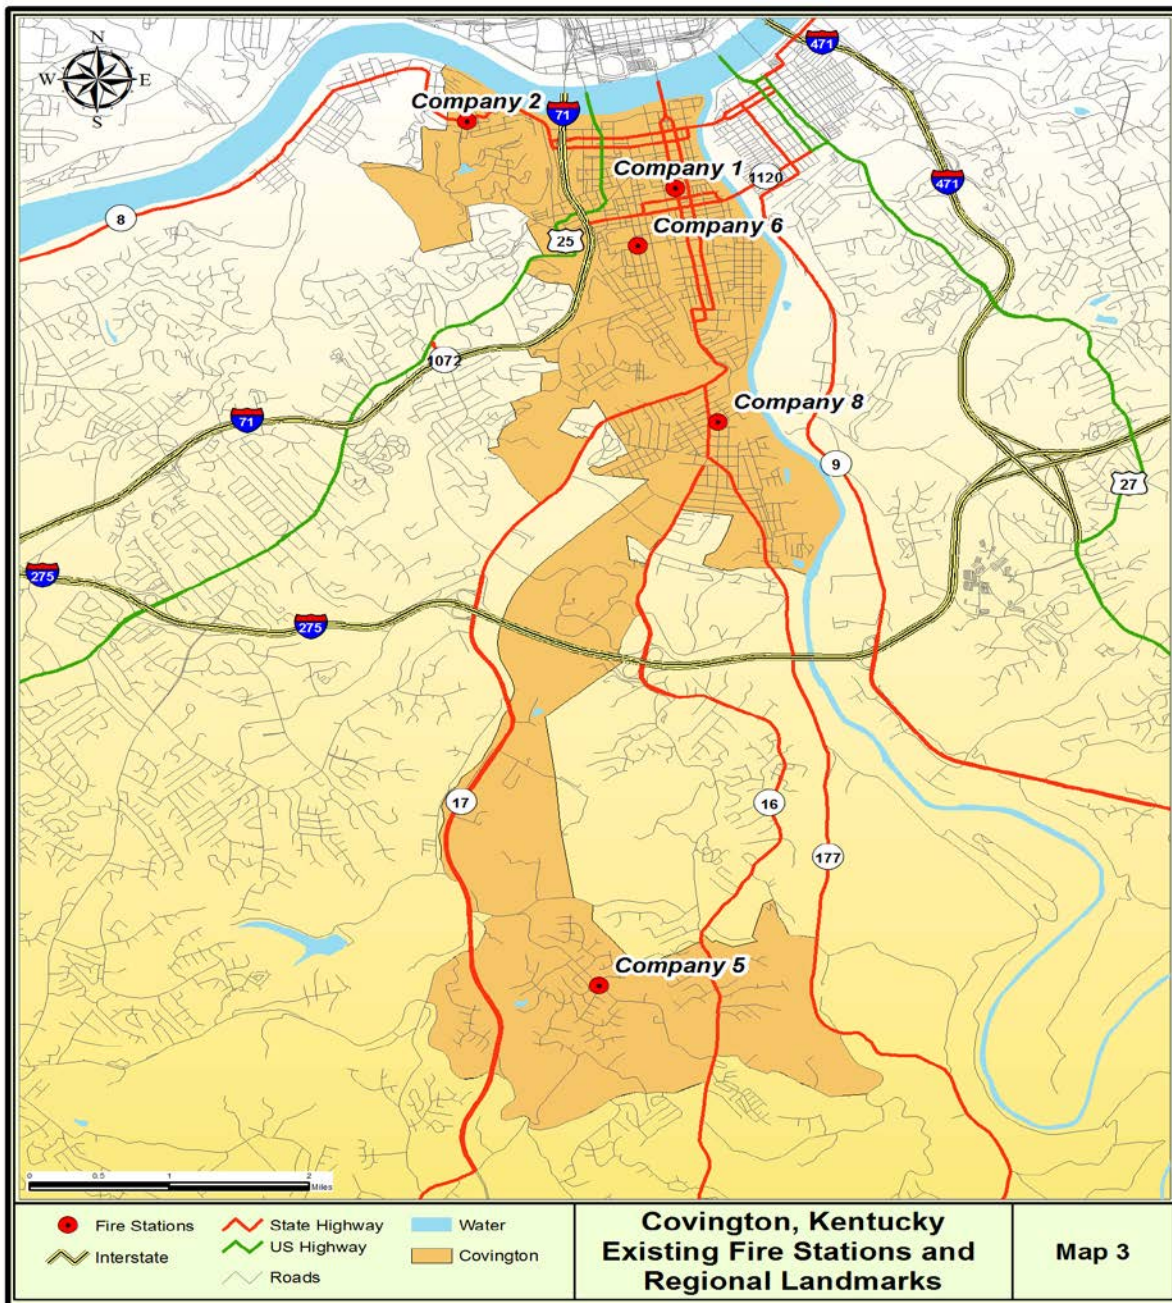 N
W E
S
471
Company 2
71
Company 1
1120
471
8
Company 6
25
1072
Company 8
71
9
27
275
275
17
16
177
Company 5
0 0.5 1 2
Miles
Fire Stations
State Highway
Water
US Highway
Interstate
Covington
Roads
Covington, Kentucky
Existing Fire Stations and
Regional Landmarks
Map 3